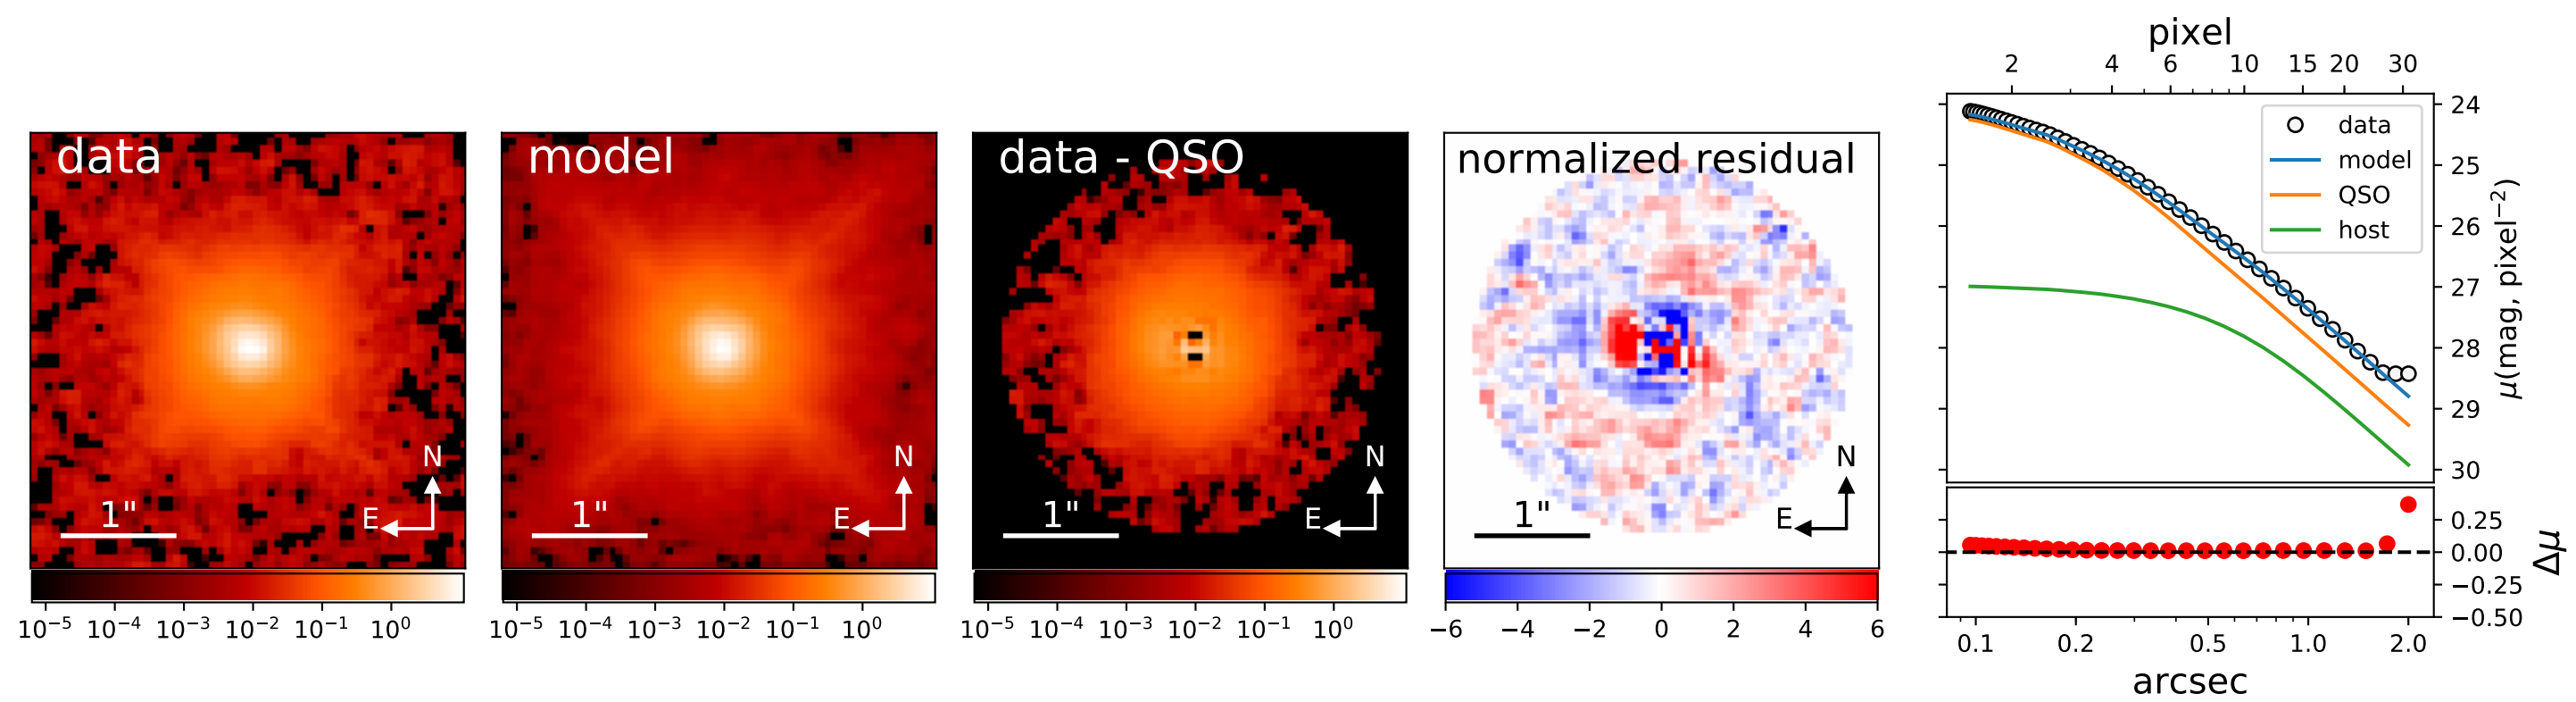 data
N
E
1"
10⁻⁵ 10⁻⁴ 10⁻³ 10⁻² 10⁻¹ 10⁰
model
N
E
1"
10⁻⁵ 10⁻⁴ 10⁻³ 10⁻² 10⁻¹ 10⁰
data - QSO
N
E
1"
10⁻⁵ 10⁻⁴ 10⁻³ 10⁻² 10⁻¹ 10⁰
normalized residual
N
E
1"
−6 −4 −2 0 2 4 6
pixel
2 4 6 10 15 20 30
data
model
QSO
host
24
25
26
27
28
29
30
μ(mag, pixel⁻²)
0.25
0.00
−0.25
−0.50
Δμ
0.1 0.2 0.5 1.0 2.0
arcsec